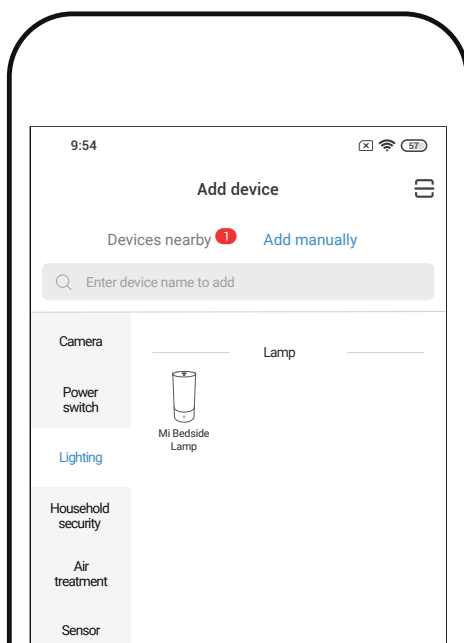 9:54
57
Add device
Devices nearby 1 Add manually
Enter device name to add
Camera
Power
switch
Lighting
Household
security
Air
treatment
Sensor
Lamp
Mi Bedside
Lamp